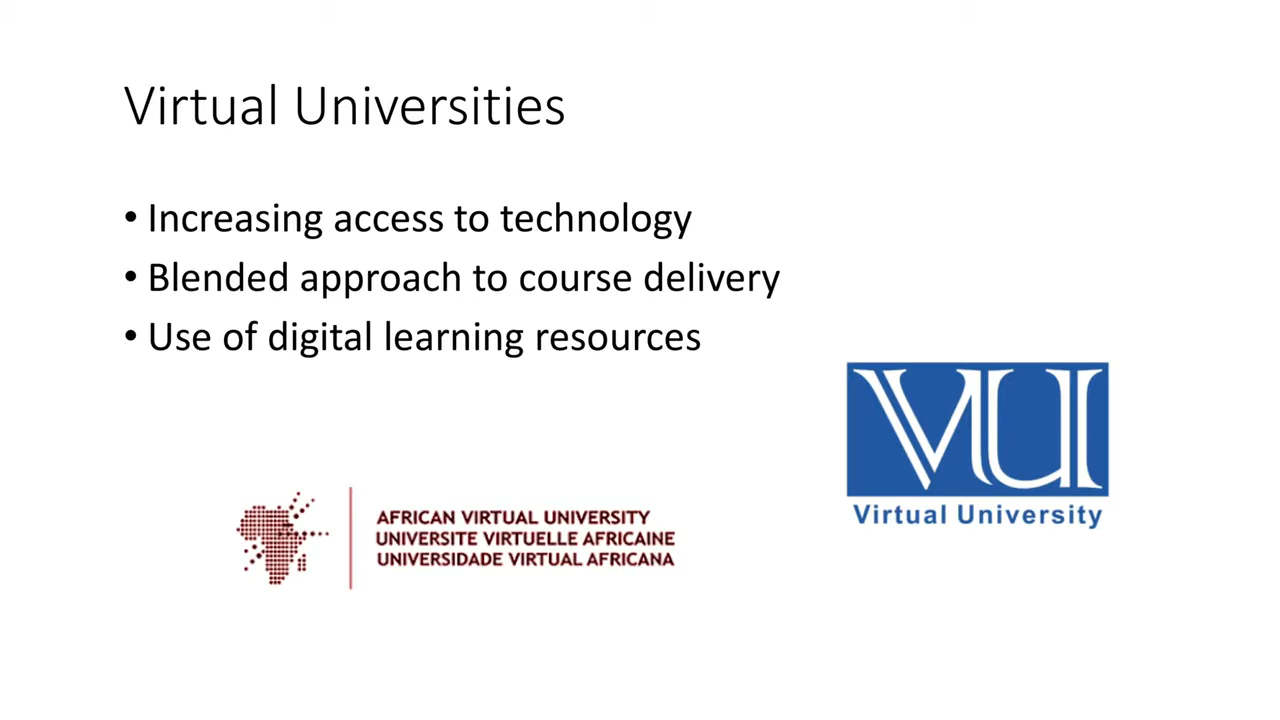 Virtual Universities
• Increasing access to technology
• Blended approach to course delivery
• Use of digital learning resources
VU
Virtual University
AFRICAN VIRTUAL UNIVERSITY
UNIVERSITE VIRTUELLE AFRICAINE
UNIVERSIDADE VIRTUAL AFRICANA